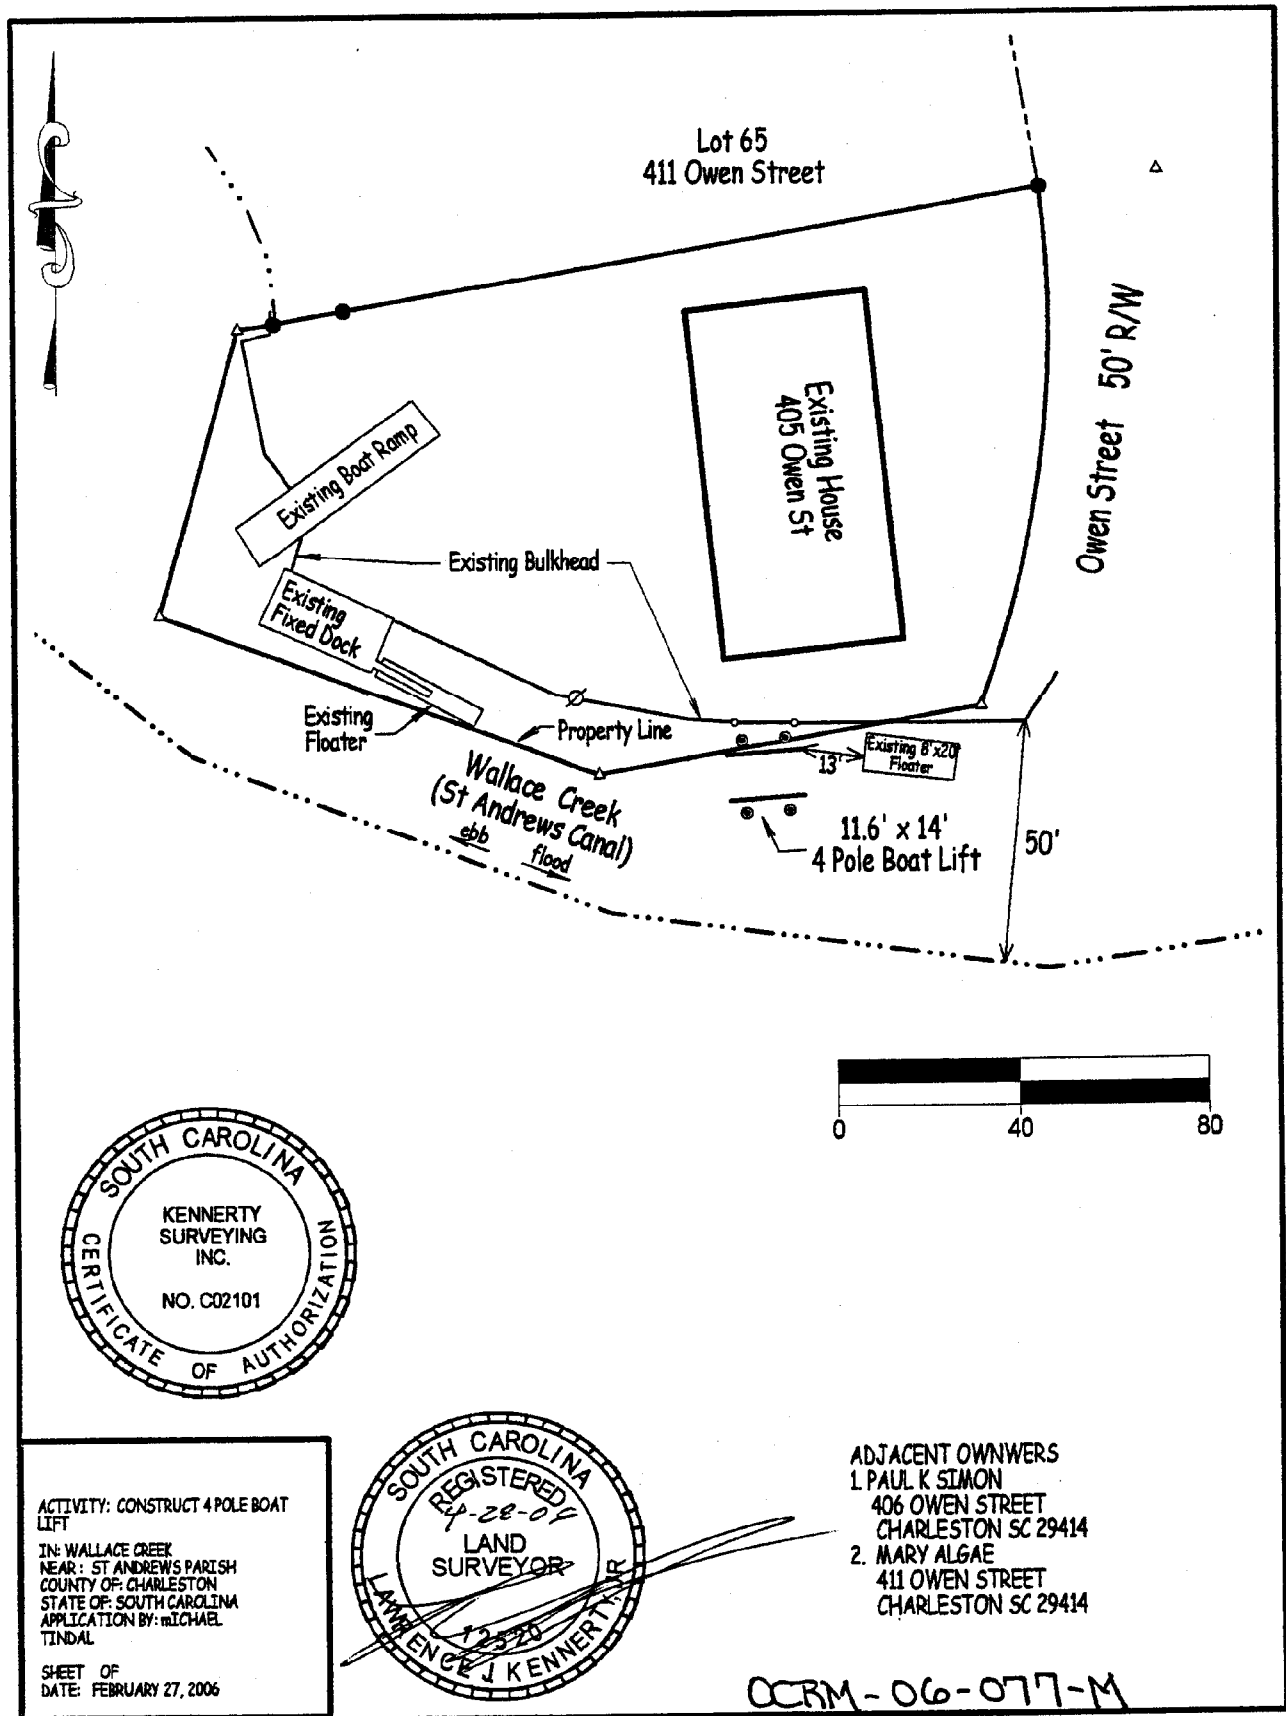 Lot 65
411 Owen Street
Owen Street 50' R/W
Existing House
405 Owen St
Existing Boat Ramp
Existing Bulkhead
Existing
Fixed Dock
Existing
Floater
Property Line
Existing 8'x20'
Floater
13'
Wallace Creek
(St Andrews Canal)
ebb
flood
11.6' x 14'
4 Pole Boat Lift
50'
0 40 80
SOUTH CAROLINA
KENNERTY
SURVEYING
INC.
NO. C02101
CERTIFICATE OF AUTHORIZATION
ACTIVITY: CONSTRUCT 4 POLE BOAT
LIFT
IN: WALLACE CREEK
NEAR: ST ANDREWS PARISH
COUNTY OF: CHARLESTON
STATE OF: SOUTH CAROLINA
APPLICATION BY: mICHAEL
TINDAL
SHEET OF
DATE: FEBRUARY 27, 2006
SOUTH CAROLINA
REGISTERED
LAND
SURVEYOR
12520
LAWRENCE J KENNERTY, JR
ADJACENT OWNWERS
1. PAUL K SIMON
406 OWEN STREET
CHARLESTON SC 29414
2. MARY ALGAE
411 OWEN STREET
CHARLESTON SC 29414
OCRM-06-077-M